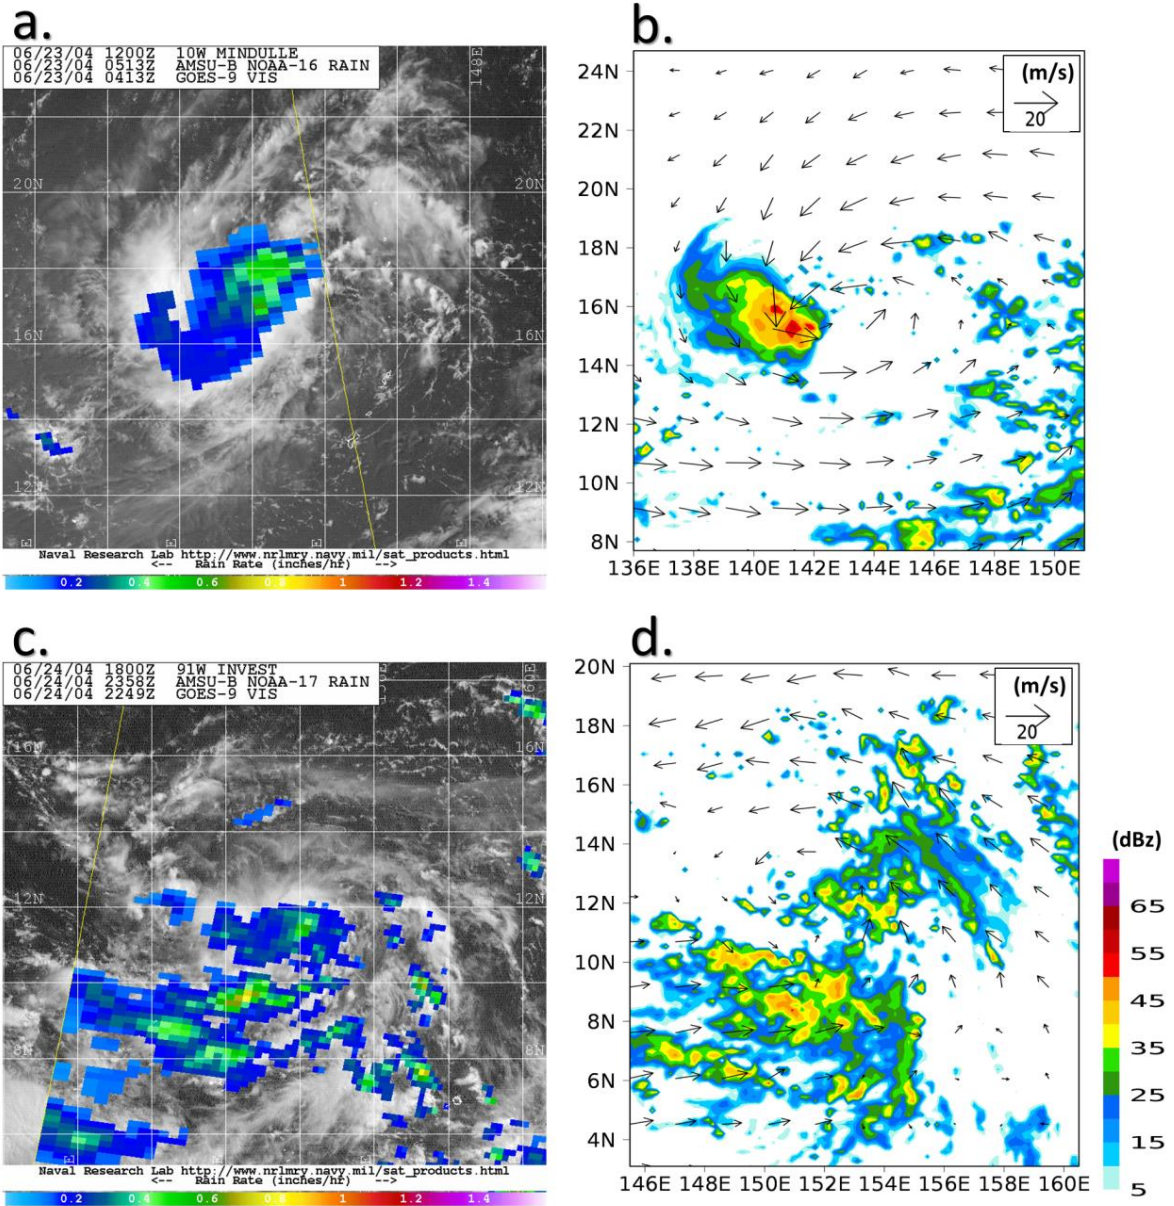 a.
06/23/04 1200Z 10W MINDULLE
06/23/04 0513Z AMSU-B NOAA-16 RAIN
06/23/04 0413Z GOES-9 VIS
148E
20N 20N
16N 16N
12N 12N
Naval Research Lab http://www.nrlmry.navy.mil/sat_products.html
<-- Rain Rate (inches/hr) -->
0.2 0.4 0.6 0.8 1 1.2 1.4
b.
(m/s)
20
24N
22N
20N
18N
16N
14N
12N
10N
8N
136E 138E 140E 142E 144E 146E 148E 150E
c.
06/24/04 1800Z 91W INVEST
06/24/04 2358Z AMSU-B NOAA-17 RAIN
06/24/04 2249Z GOES-9 VIS
16N 16N
12N 12N
8N 8N
Naval Research Lab http://www.nrlmry.navy.mil/sat_products.html
<-- Rain Rate (inches/hr) -->
0.2 0.4 0.6 0.8 1 1.2 1.4
d.
(m/s)
20
20N
18N
16N
14N
12N
10N
8N
6N
4N
146E 148E 150E 152E 154E 156E 158E 160E
(dBz)
65
55
45
35
25
15
5